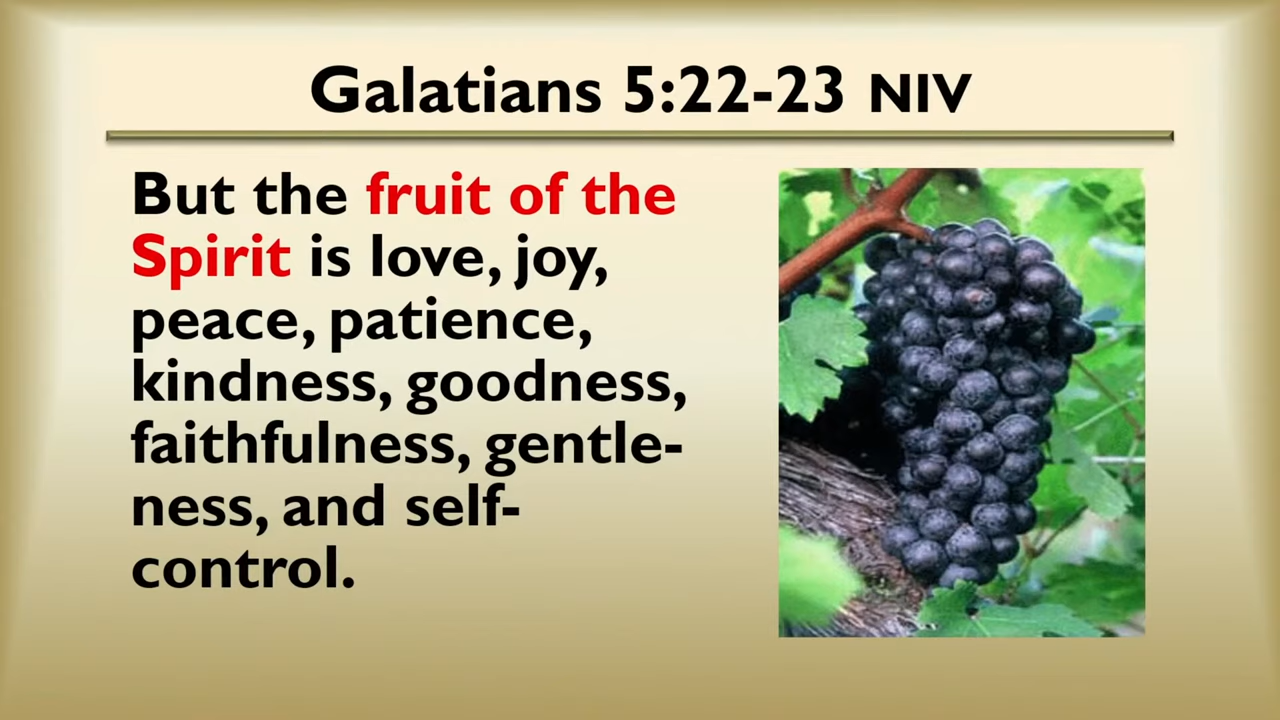 Galatians 5:22-23 NIV
But the fruit of the
Spirit is love, joy,
peace, patience,
kindness, goodness,
faithfulness, gentle-
ness, and self-
control.